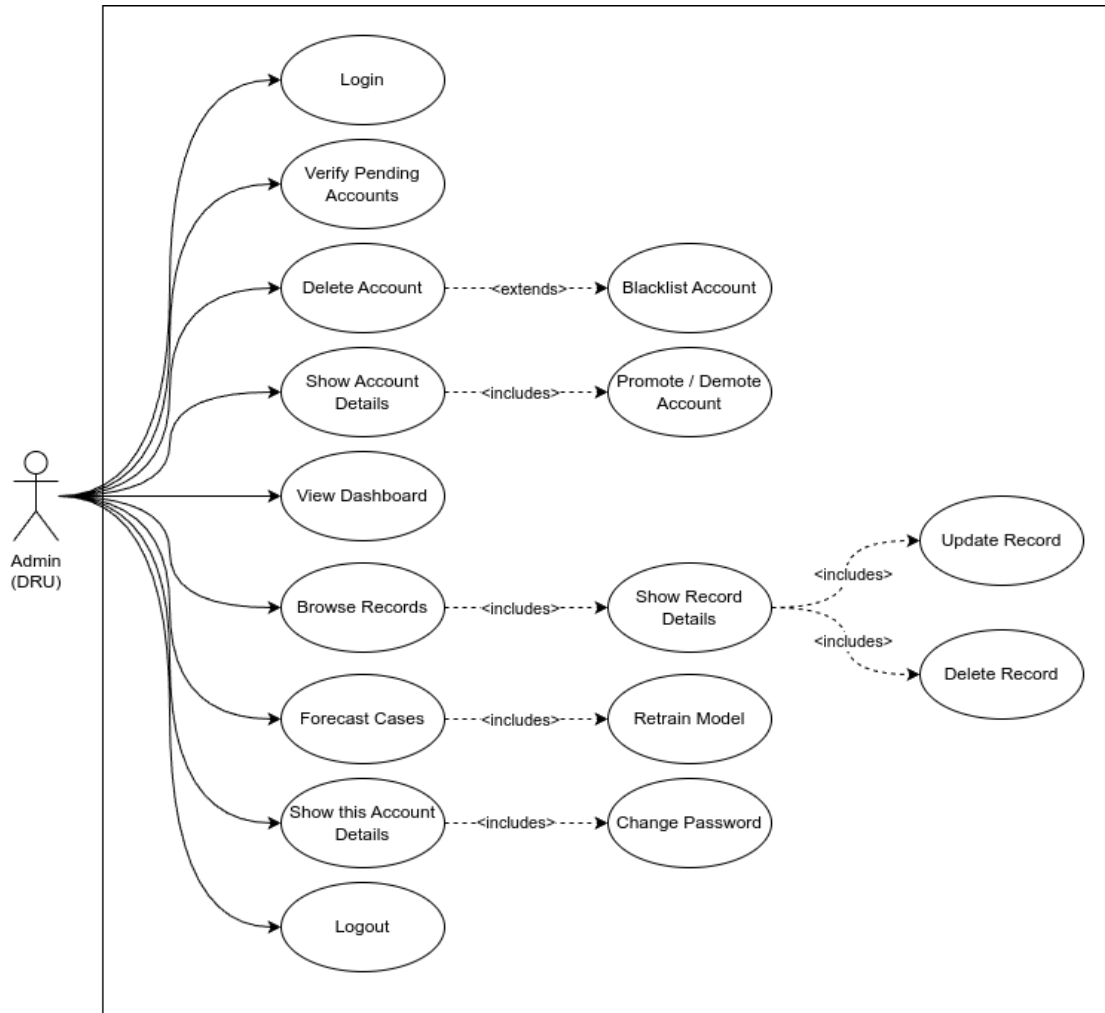 Login
Verify Pending
Accounts
Delete Account
<extends>
Blacklist Account
Show Account
Details
<includes>
Promote / Demote
Account
Admin
(DRU)
View Dashboard
Browse Records
<includes>
Show Record
Details
<includes>
Update Record
<includes>
Delete Record
Forecast Cases
<includes>
Retrain Model
Show this Account
Details
<includes>
Change Password
Logout